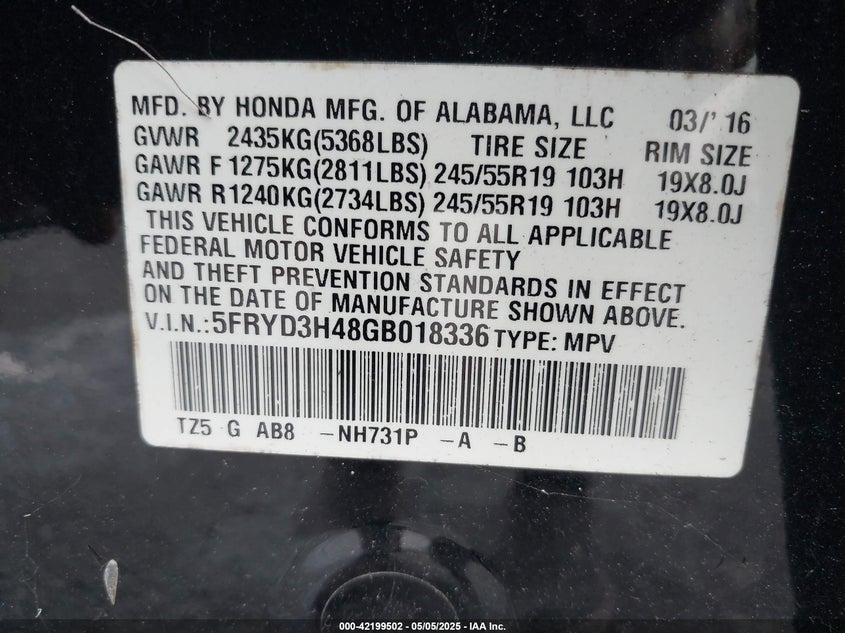 MFD. BY HONDA MFG. OF ALABAMA, LLC 03/'16
GVWR 2435KG(5368LBS) TIRE SIZE RIM SIZE
GAWR F 1275KG(2811LBS) 245/55R19 103H 19X8.0J
GAWR R1240KG(2734LBS) 245/55R19 103H 19X8.0J
THIS VEHICLE CONFORMS TO ALL APPLICABLE
FEDERAL MOTOR VEHICLE SAFETY
AND THEFT PREVENTION STANDARDS IN EFFECT
ON THE DATE OF MANUFACTURE SHOWN ABOVE.
V.I.N.:5FRYD3H48GB018336 TYPE: MPV
TZ5 G AB8 -NH731P -A -B
000-42199502 - 05/05/2025 - IAA Inc.